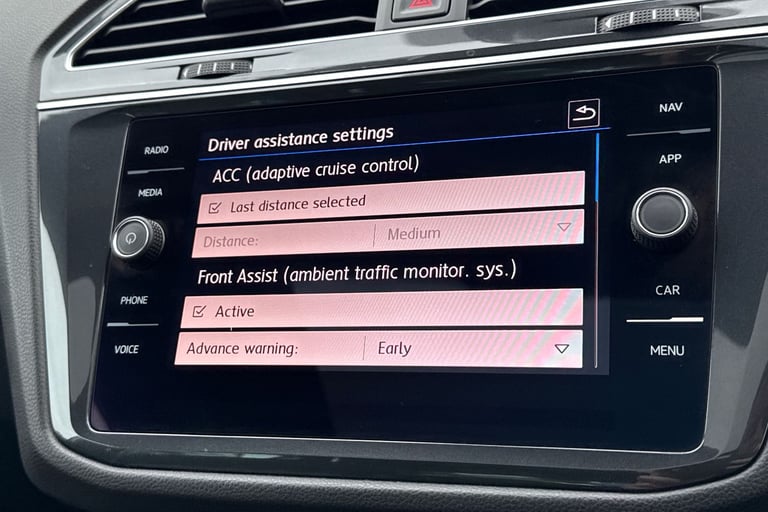 Driver assistance settings
ACC (adaptive cruise control)
Last distance selected
Distance: Medium
Front Assist (ambient traffic monitor. sys.)
Active
Advance warning: Early
RADIO
MEDIA
PHONE
VOICE
NAV
APP
CAR
MENU